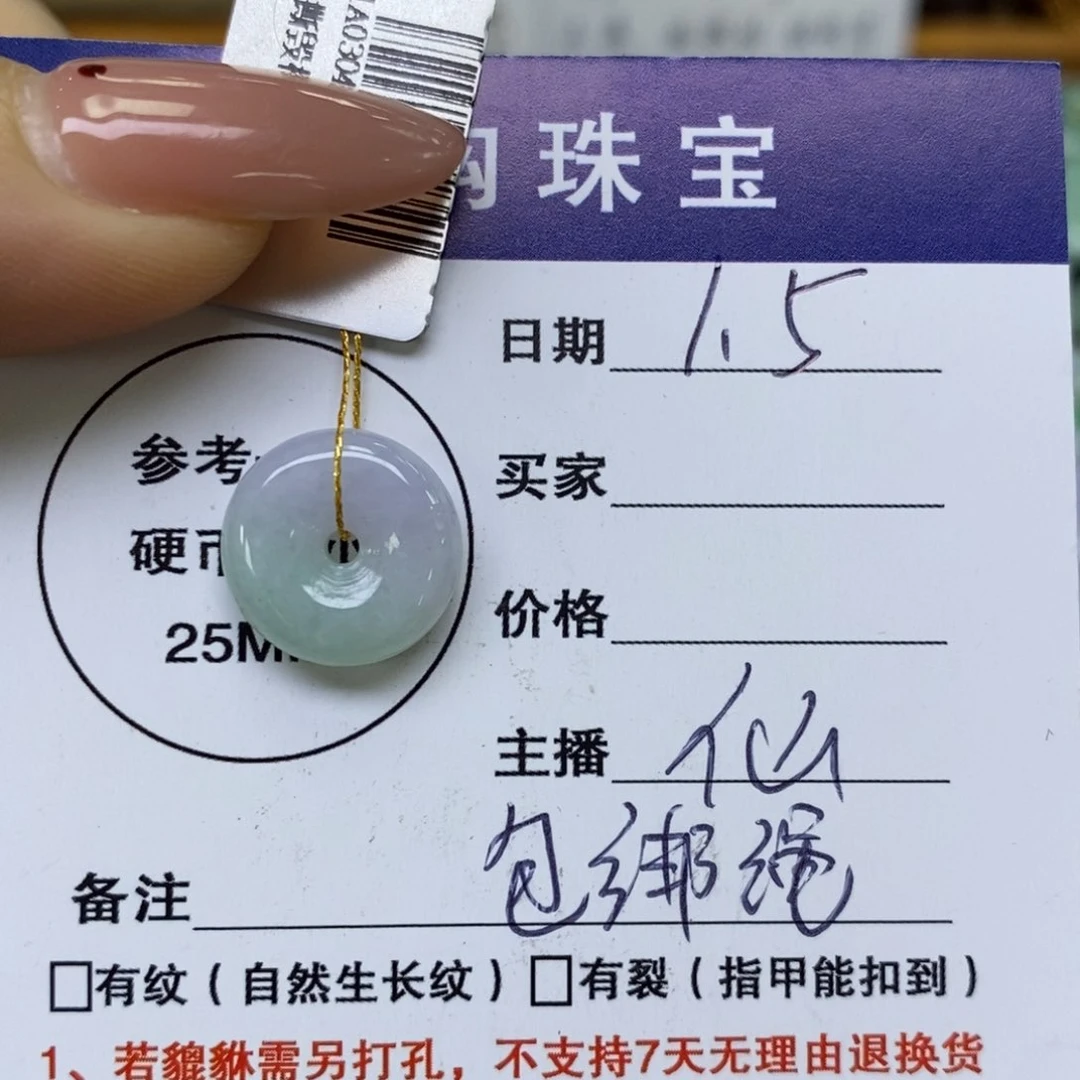 A0304
珠宝
日期 1.5
参考
买家
硬币
价格
25M
主播 仙
包绑绳
备注
有纹(自然生长纹) 有裂(指甲能扣到)
1、若貔貅需另打孔,不支持7天无理由退换货